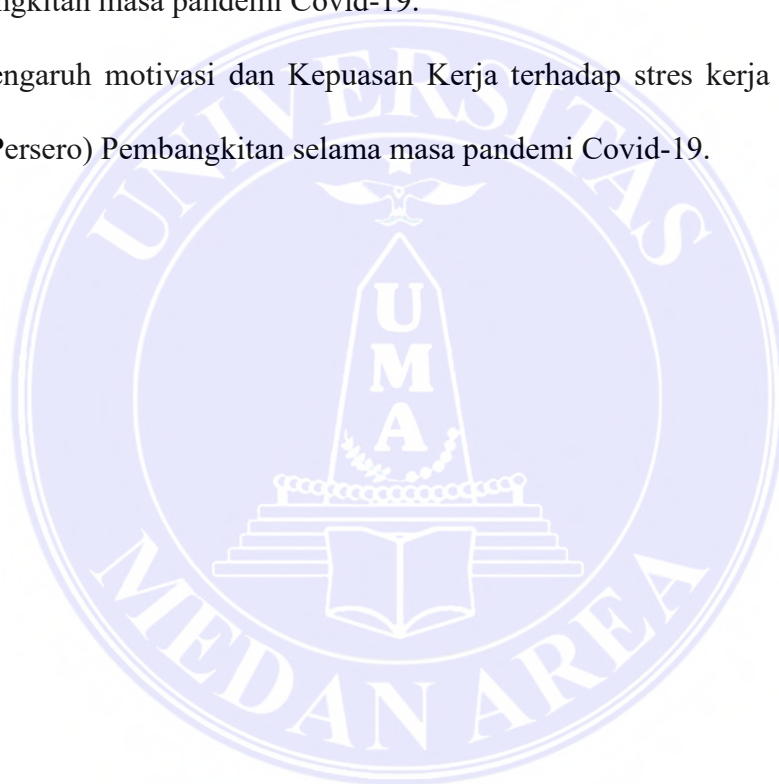 ngkitan masa pandemi Covid-19.
engaruh motivasi dan Kepuasan Kerja terhadap stres kerja
Persero) Pembangkitan selama masa pandemi Covid-19.
UNIVERSITAS
U
M
A
MEDAN AREA